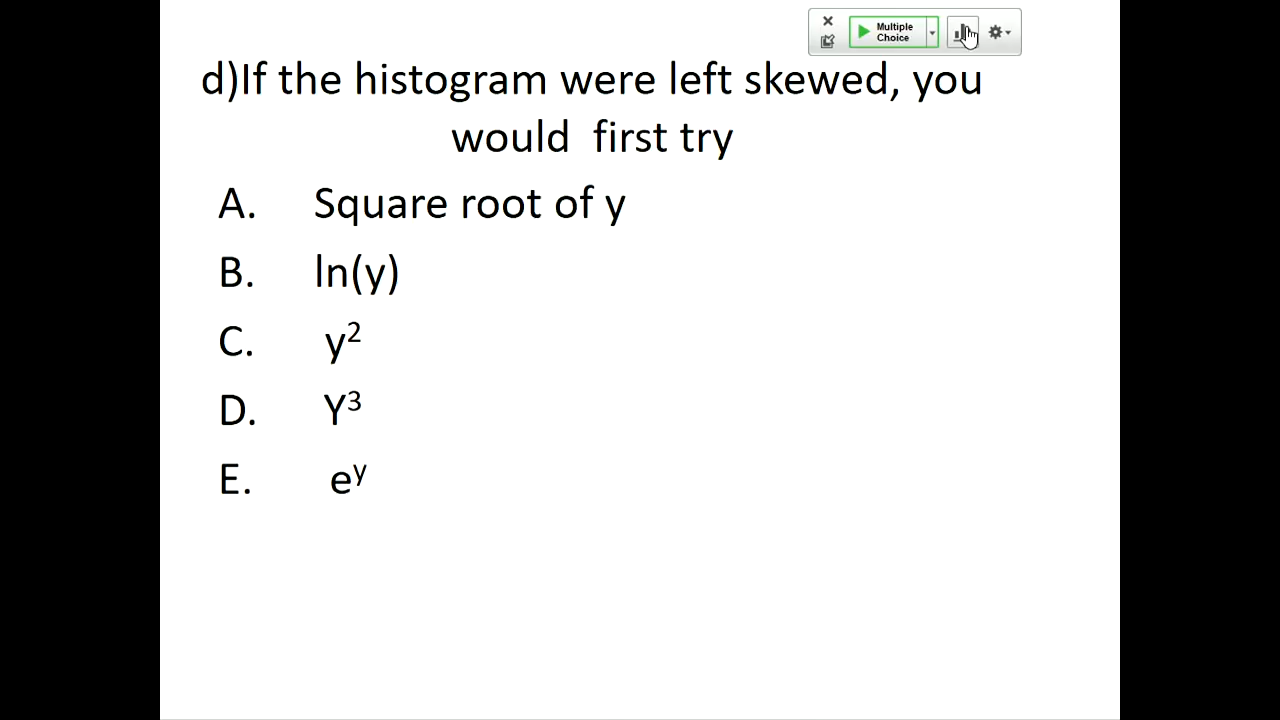 Multiple
Choice
d)If the histogram were left skewed, you
would first try
A. Square root of y
B. ln(y)
C. y²
D. Y³
E. eʸ